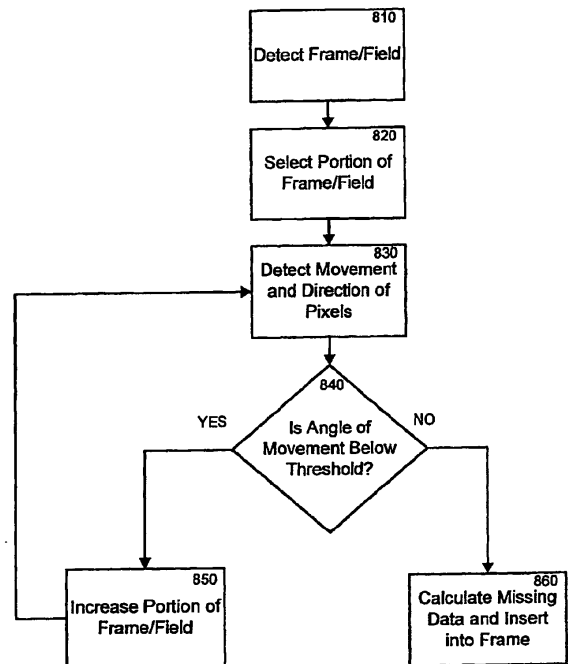 810
Detect Frame/Field
820
Select Portion of
Frame/Field
830
Detect Movement
and Direction of
Pixels
840
Is Angle of
Movement Below
Threshold?
YES
NO
850
Increase Portion of
Frame/Field
860
Calculate Missing
Data and Insert
into Frame